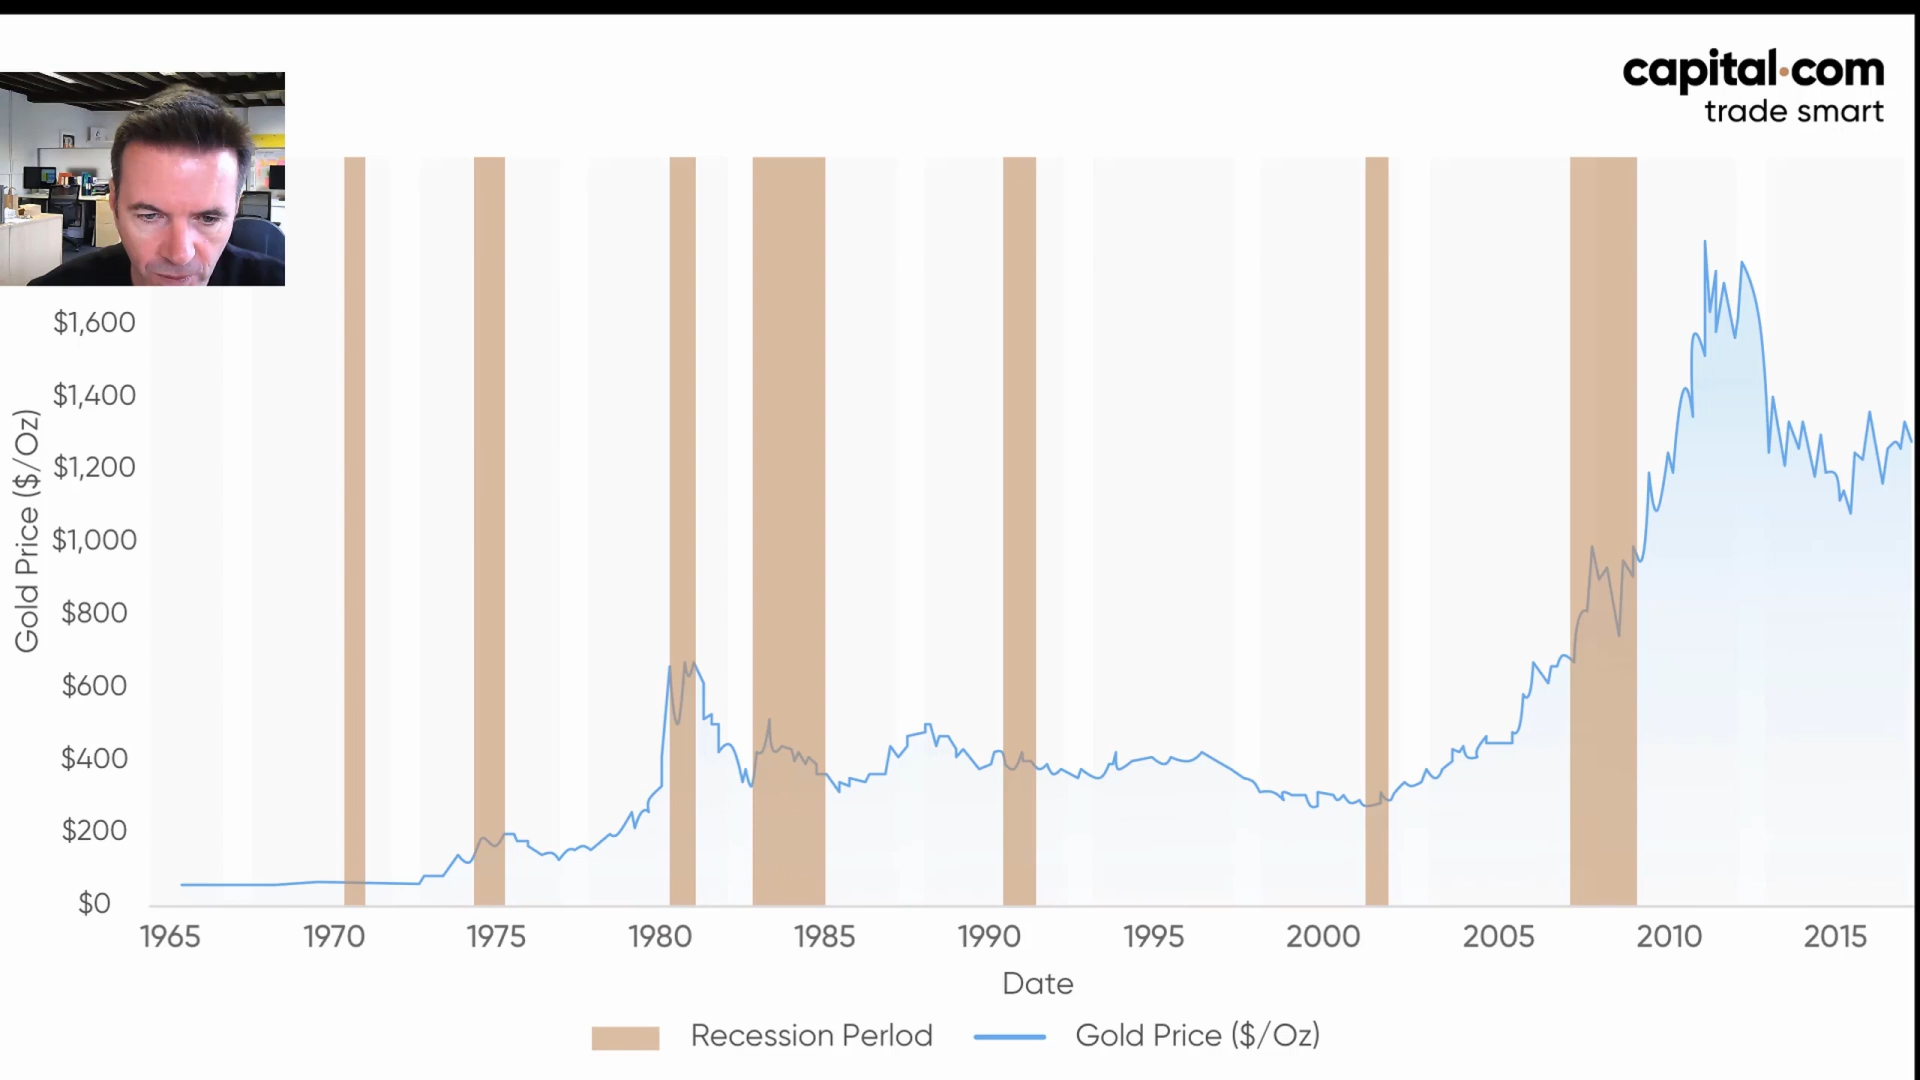 capital.com
trade smart
$1,600
$1,400
$1,200
$1,000
$800
$600
$400
$200
$0
Gold Price ($/Oz)
1965 1970 1975 1980 1985 1990 1995 2000 2005 2010 2015
Date
Recession Perlod Gold Price ($/Oz)